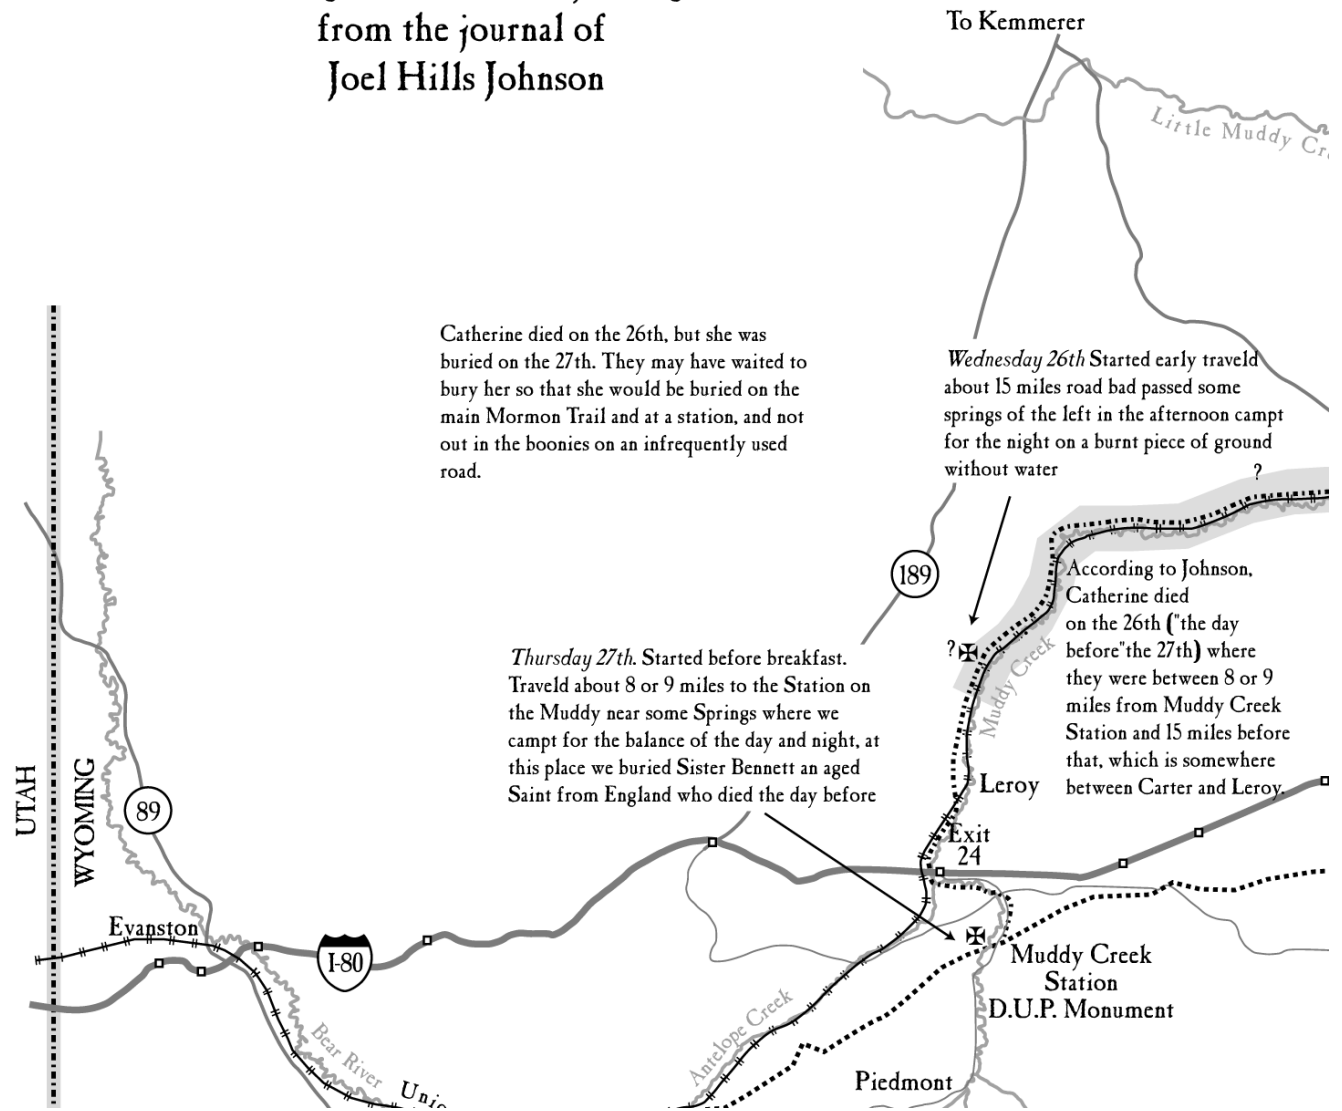 from the journal of
Joel Hills Johnson
To Kemmerer
Little Muddy
Catherine died on the 26th, but she was
buried on the 27th. They may have waited to
bury her so that she would be buried on the
main Mormon Trail and at a station, and not
out in the boonies on an infrequently used
road.
Wednesday 26th Started early traveld
about 15 miles road bad passed some
springs of the left in the afternoon campt
for the night on a burnt piece of ground
without water
?
189
According to Johnson,
Catherine died
on the 26th ("the day
before"the 27th) where
they were between 8 or 9
miles from Muddy Creek
Station and 15 miles before
that, which is somewhere
between Carter and Leroy.
?
Muddy Creek
Thursday 27th. Started before breakfast.
Traveld about 8 or 9 miles to the Station on
the Muddy near some Springs where we
campt for the balance of the day and night, at
this place we buried Sister Bennett an aged
Saint from England who died the day before
Leroy
UTAH
WYOMING
89
Exit
24
Evanston
I-80
Muddy Creek
Station
D.U.P. Monument
Antelope Creek
Bear River
Piedmont